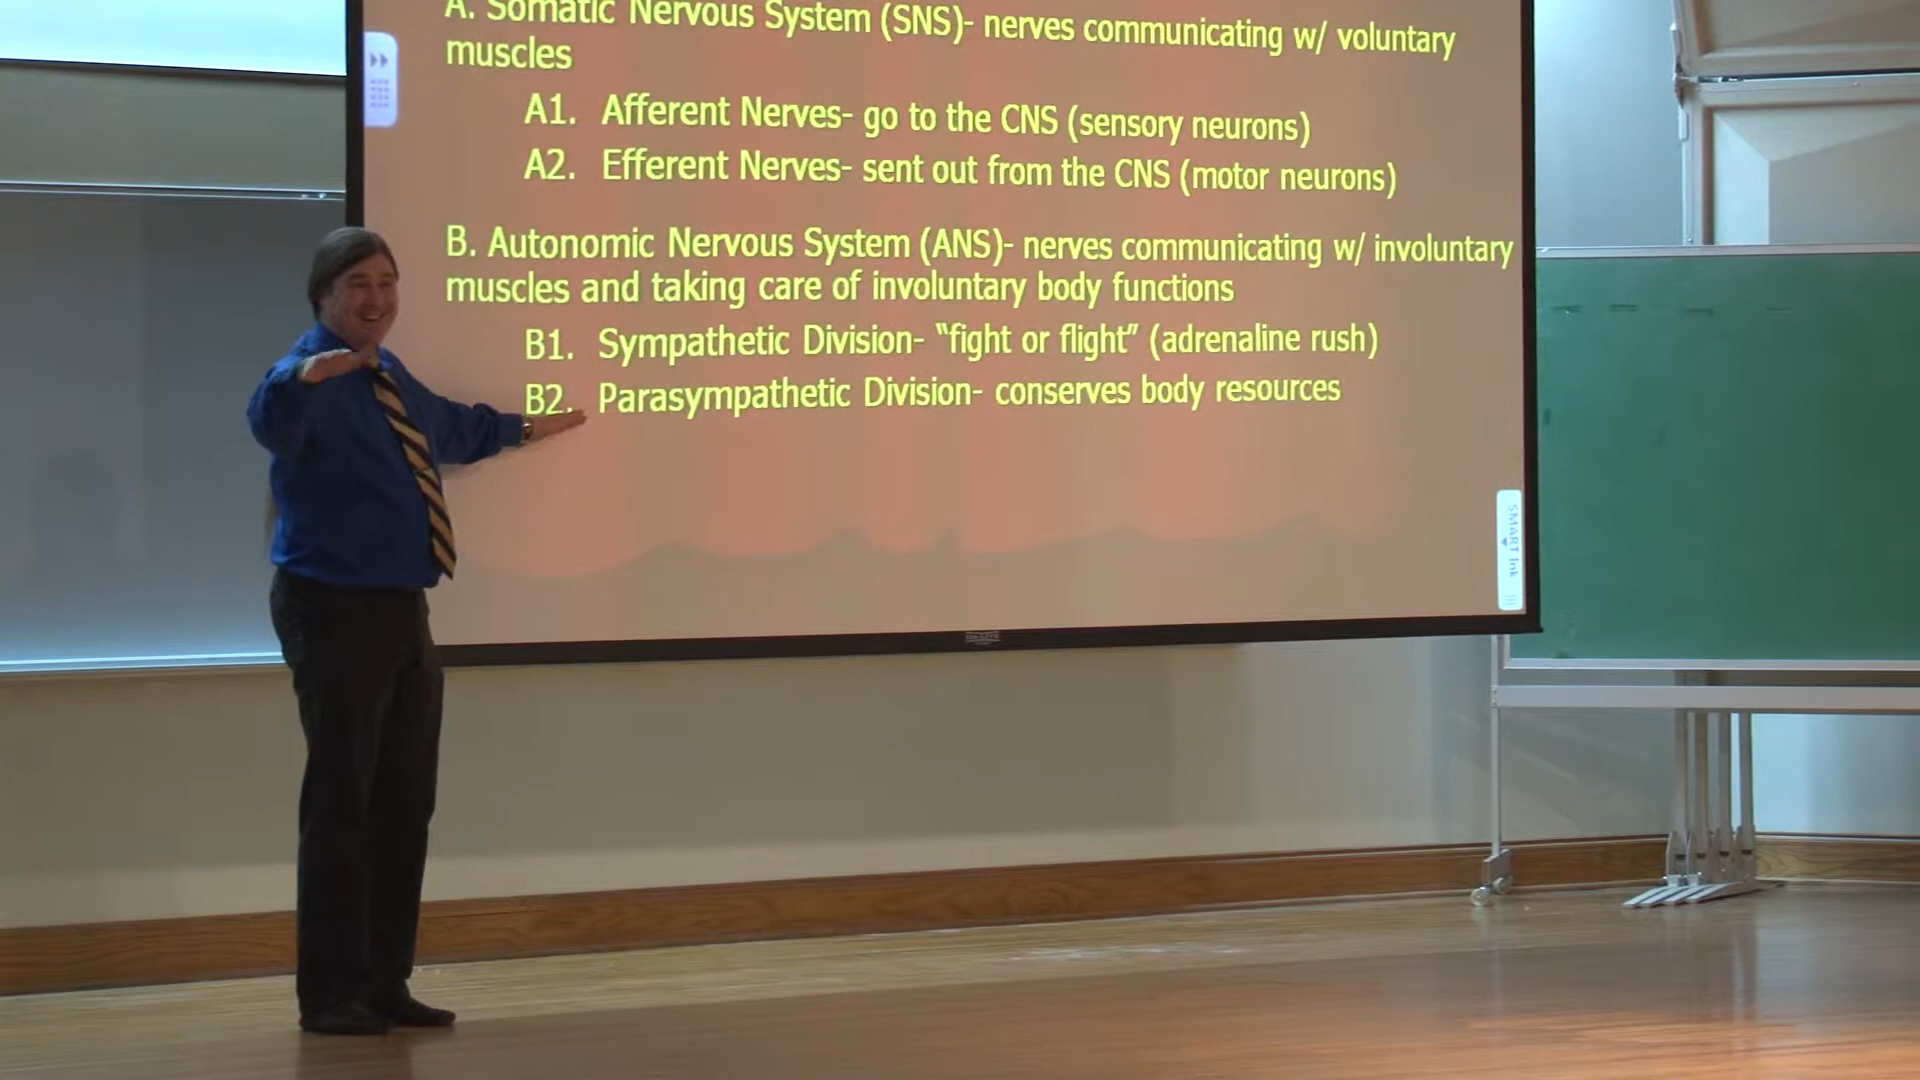 A. Somatic Nervous System (SNS)- nerves communicating w/ voluntary
muscles
A1. Afferent Nerves- go to the CNS (sensory neurons)
A2. Efferent Nerves- sent out from the CNS (motor neurons)
B. Autonomic Nervous System (ANS)- nerves communicating w/ involuntary
muscles and taking care of involuntary body functions
B1. Sympathetic Division- “fight or flight” (adrenaline rush)
B2. Parasympathetic Division- conserves body resources
SMART Ink